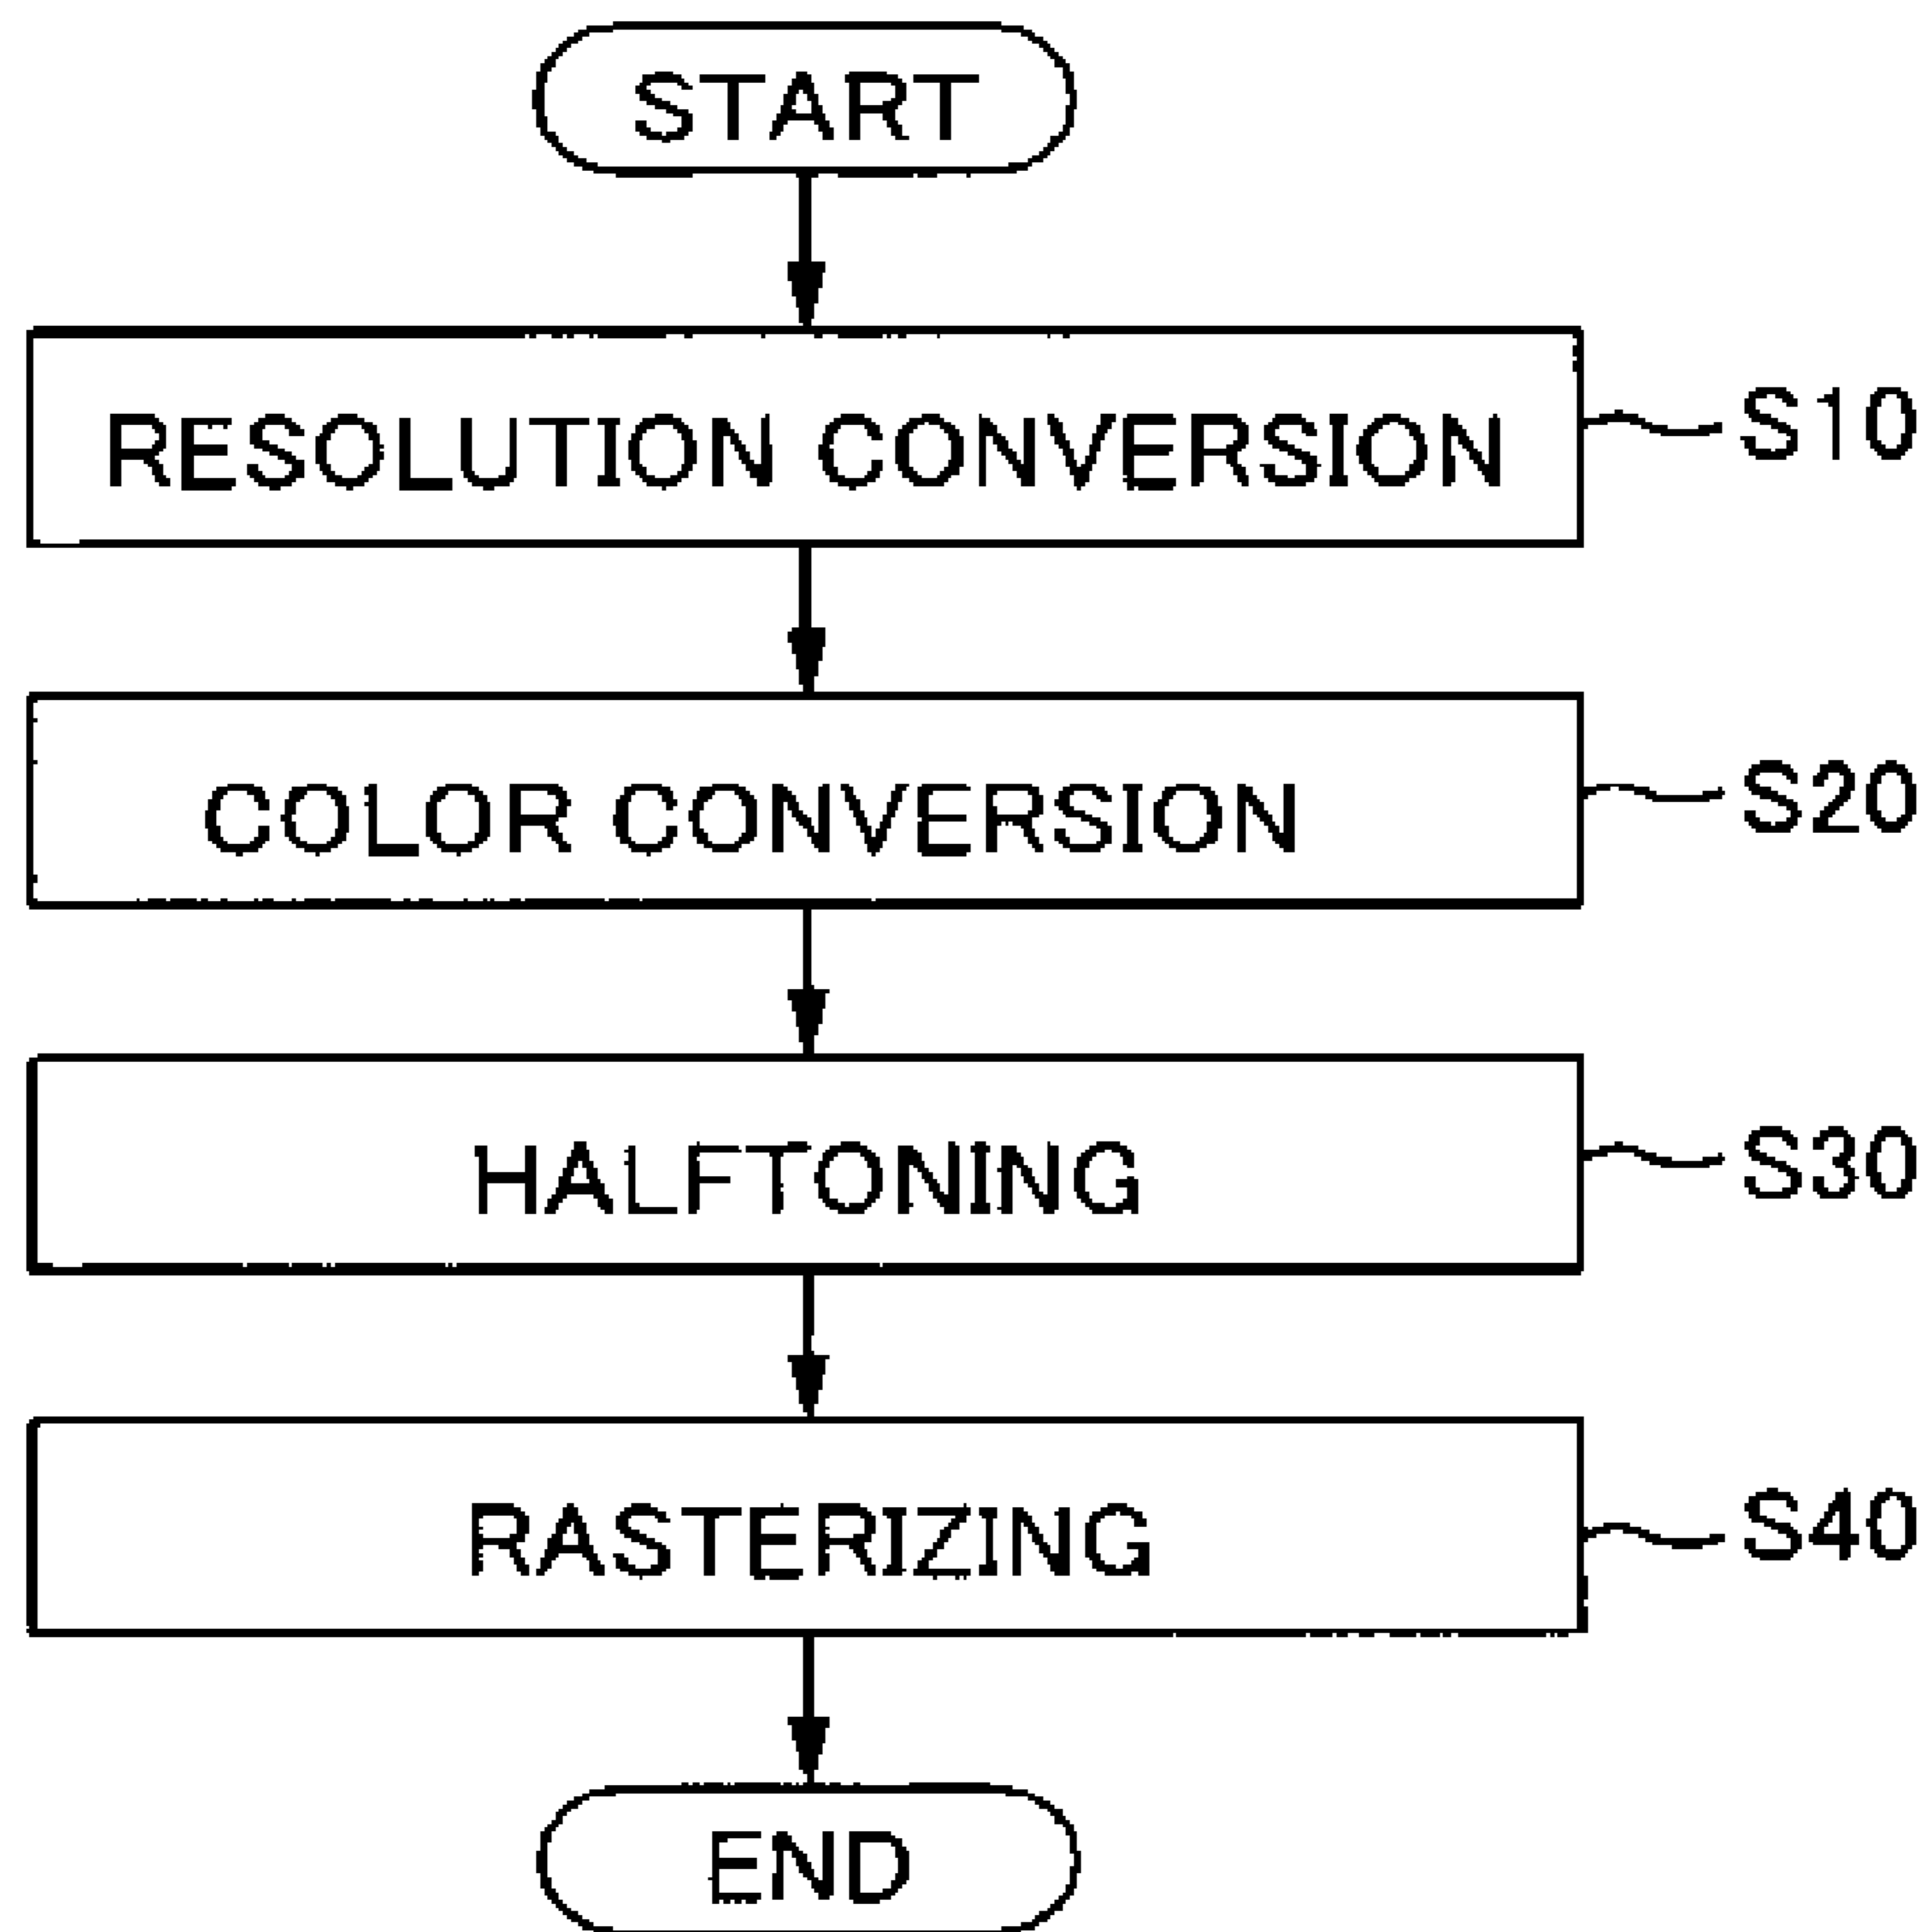 START
RESOLUTION CONVERSION S10
COLOR CONVERSION S20
HALFTONING S30
RASTERIZING S40
END